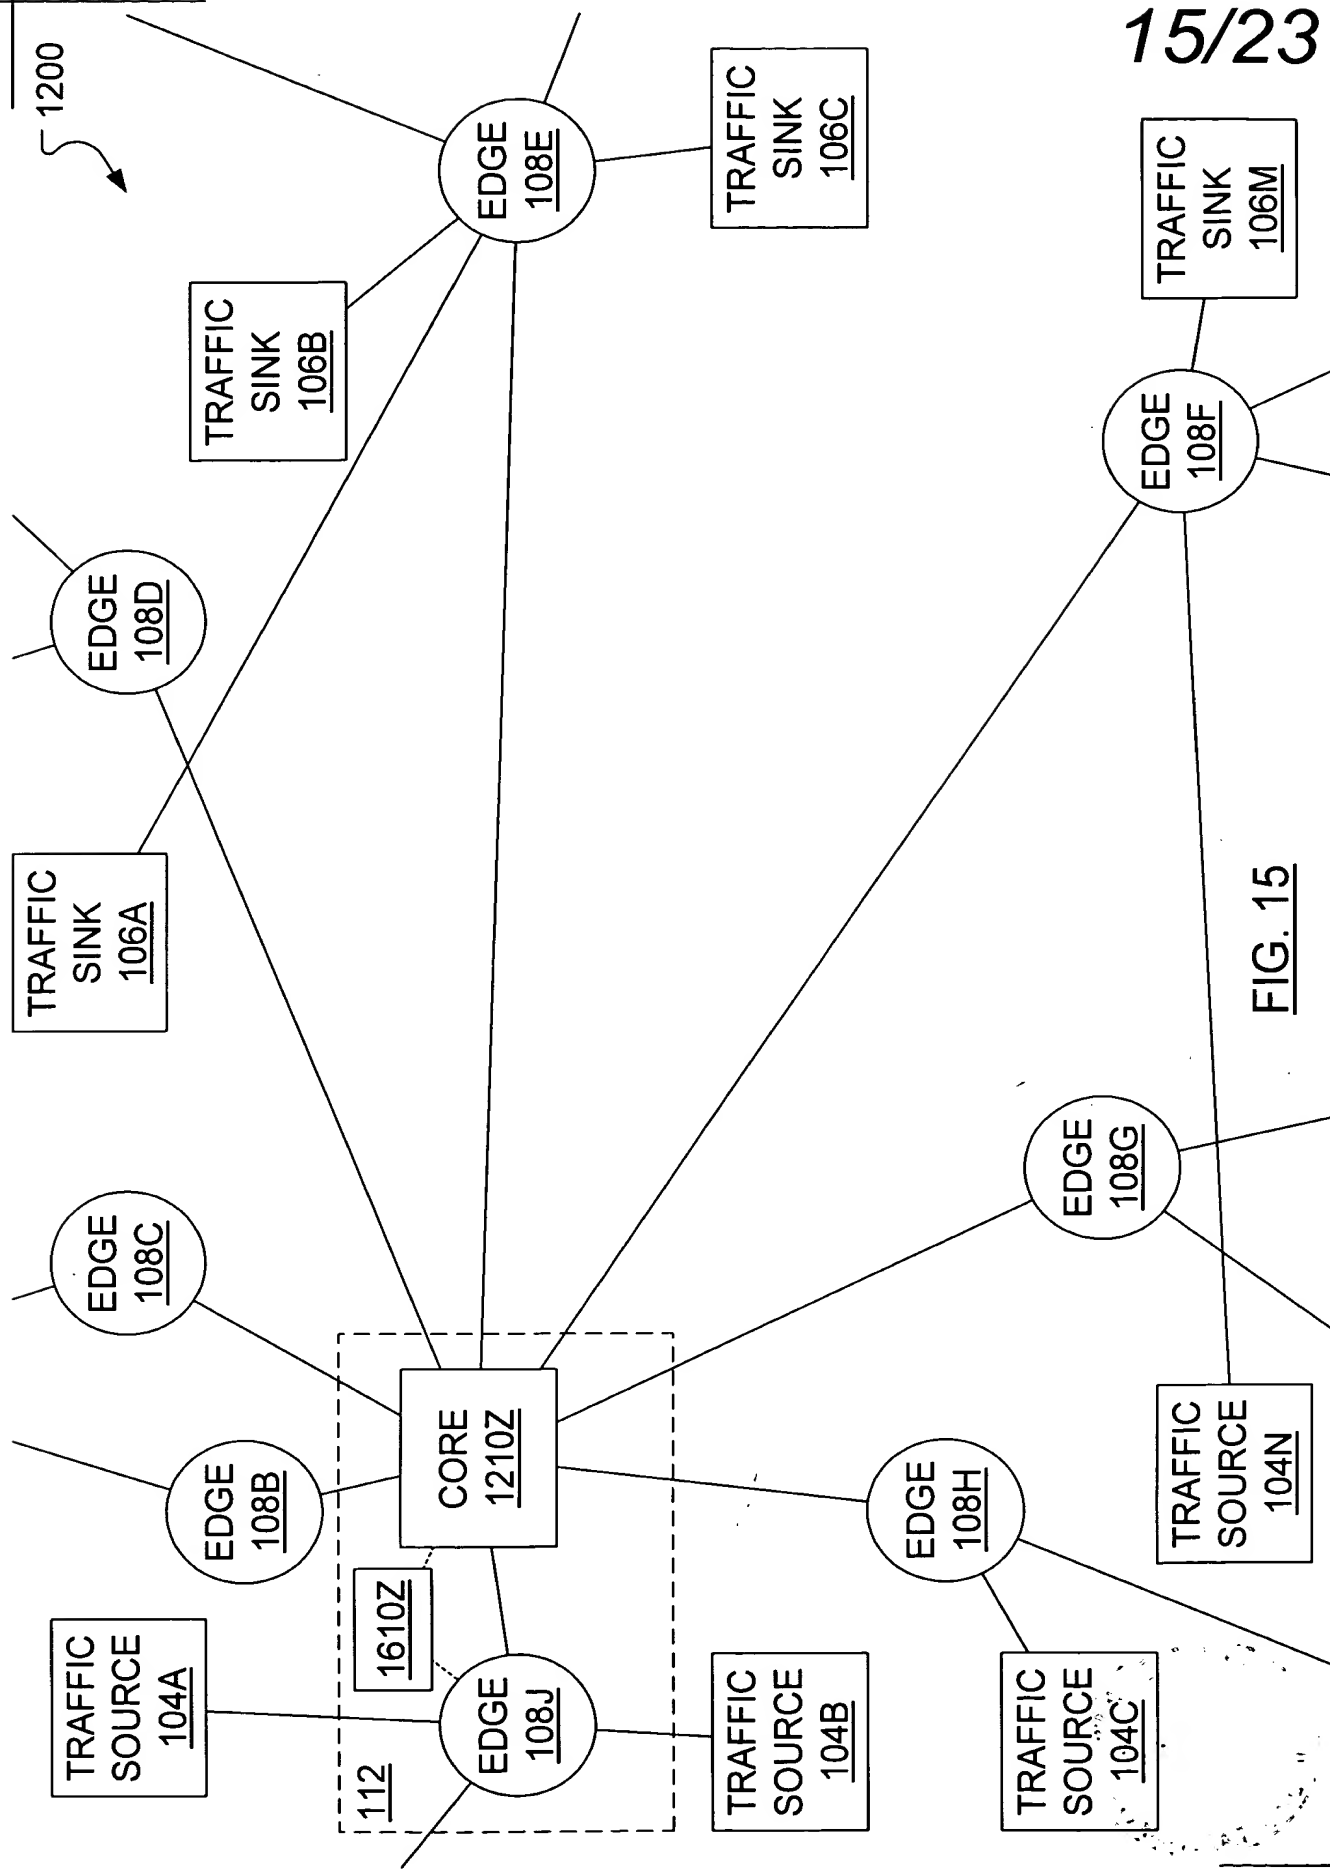 15/23
1200
TRAFFIC
SINK
106A
EDGE
108D
TRAFFIC
SINK
106B
EDGE
108E
TRAFFIC
SINK
106C
EDGE
108C
EDGE
108B
TRAFFIC
SOURCE
104A
CORE
1210Z
1610Z
EDGE
108J
112
TRAFFIC
SOURCE
104B
EDGE
108H
TRAFFIC
SOURCE
104C
EDGE
108G
TRAFFIC
SOURCE
104N
EDGE
108F
TRAFFIC
SINK
106M
FIG. 15